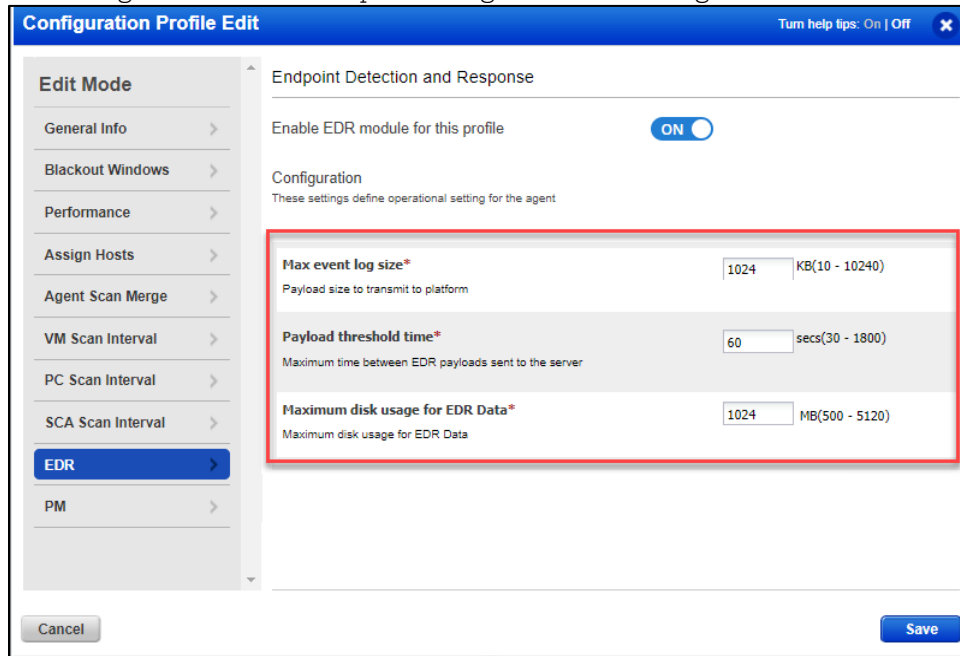 Configuration Profile Edit
Turn help tips: On | Off
Edit Mode
General Info
Blackout Windows
Performance
Assign Hosts
Agent Scan Merge
VM Scan Interval
PC Scan Interval
SCA Scan Interval
EDR
PM
Endpoint Detection and Response
Enable EDR module for this profile
ON
Configuration
These settings define operational setting for the agent
Max event log size*
1024 KB(10 - 10240)
Payload size to transmit to platform
Payload threshold time*
60 secs(30 - 1800)
Maximum time between EDR payloads sent to the server
Maximum disk usage for EDR Data*
1024 MB(500 - 5120)
Maximum disk usage for EDR Data
Cancel
Save